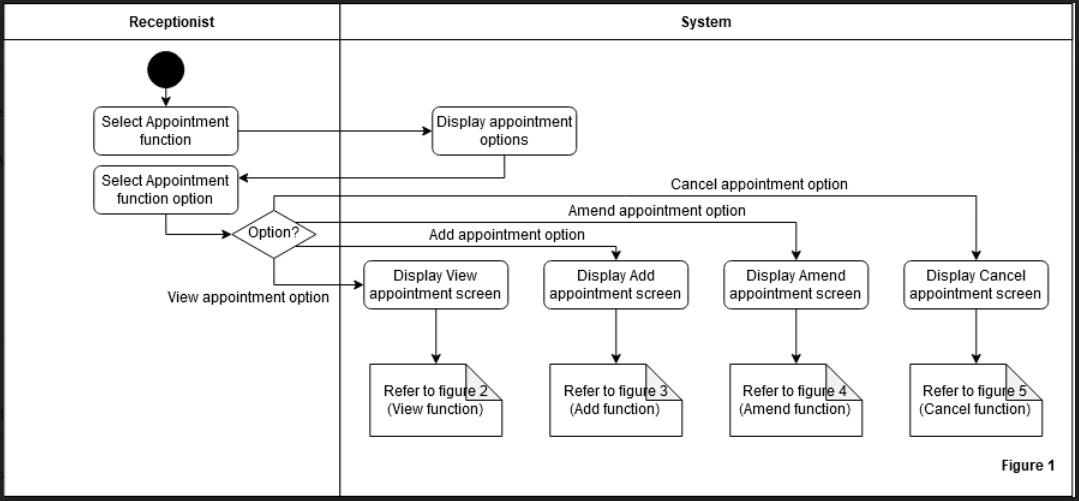 Receptionist
System
Select Appointment
function
Display appointment
options
Select Appointment
function option
Cancel appointment option
Amend appointment option
Option?
Add appointment option
View appointment option
Display View
appointment screen
Display Add
appointment screen
Display Amend
appointment screen
Display Cancel
appointment screen
Refer to figure 2
(View function)
Refer to figure 3
(Add function)
Refer to figure 4
(Amend function)
Refer to figure 5
(Cancel function)
Figure 1